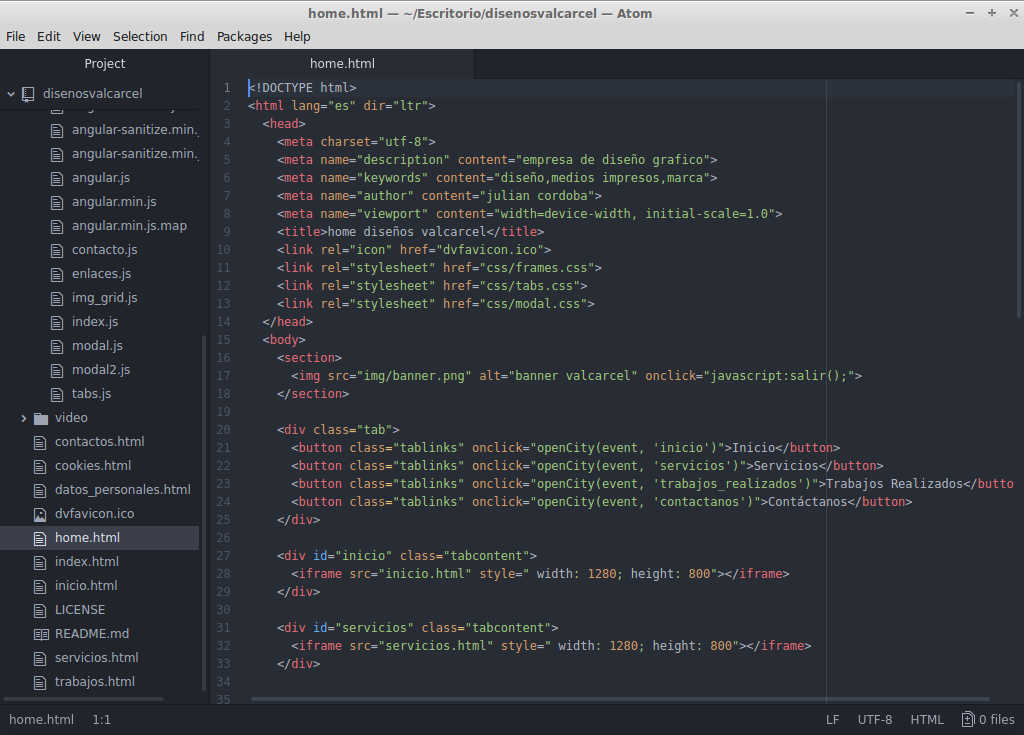 home.html — ~/Escritorio/disenosvalcarcel — Atom
File Edit View Selection Find Packages Help
Project
disenosvalcarcel
angular-sanitize.min.j
angular-sanitize.min.j
angular.js
angular.min.js
angular.min.js.map
contacto.js
enlaces.js
img_grid.js
index.js
modal.js
modal2.js
tabs.js
video
contactos.html
cookies.html
datos_personales.html
dvfavicon.ico
home.html
index.html
inicio.html
LICENSE
README.md
servicios.html
trabajos.html
home.html
1 <!DOCTYPE html>
2 <html lang="es" dir="ltr">
3 <head>
4 <meta charset="utf-8">
5 <meta name="description" content="empresa de diseño grafico">
6 <meta name="keywords" content="diseño,medios impresos,marca">
7 <meta name="author" content="julian cordoba">
8 <meta name="viewport" content="width=device-width, initial-scale=1.0">
9 <title>home diseños valcarcel</title>
10 <link rel="icon" href="dvfavicon.ico">
11 <link rel="stylesheet" href="css/frames.css">
12 <link rel="stylesheet" href="css/tabs.css">
13 <link rel="stylesheet" href="css/modal.css">
14 </head>
15 <body>
16 <section>
17 <img src="img/banner.png" alt="banner valcarcel" onclick="javascript:salir();">
18 </section>
19
20 <div class="tab">
21 <button class="tablinks" onclick="openCity(event, 'inicio')">Inicio</button>
22 <button class="tablinks" onclick="openCity(event, 'servicios')">Servicios</button>
23 <button class="tablinks" onclick="openCity(event, 'trabajos_realizados')">Trabajos Realizados</butto
24 <button class="tablinks" onclick="openCity(event, 'contactanos')">Contáctanos</button>
25 </div>
26
27 <div id="inicio" class="tabcontent">
28 <iframe src="inicio.html" style=" width: 1280; height: 800"></iframe>
29 </div>
30
31 <div id="servicios" class="tabcontent">
32 <iframe src="servicios.html" style=" width: 1280; height: 800"></iframe>
33 </div>
34
35
home.html 1:1 LF UTF-8 HTML 0 files